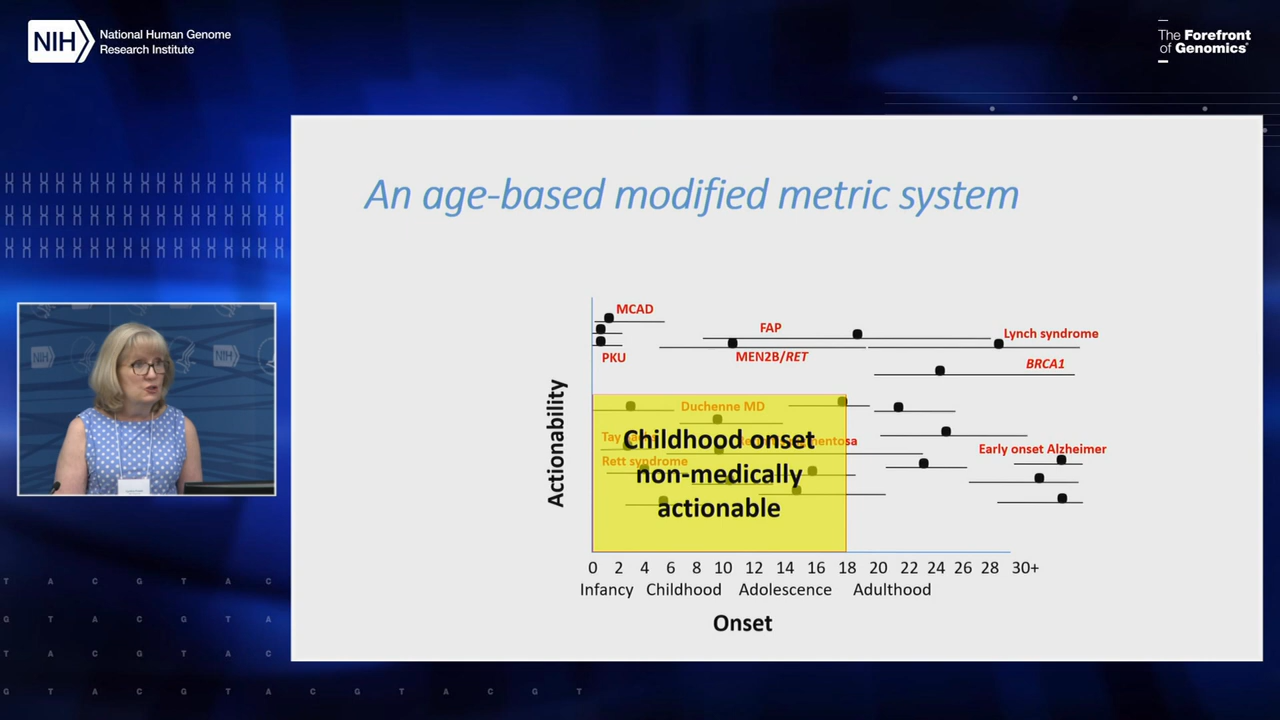 NIH
National Human Genome
Research Institute
The Forefront
of Genomics®
An age-based modified metric system
MCAD
FAP
Lynch syndrome
PKU
MEN2B/RET
BRCA1
Duchenne MD
Tay
Childhood onset
Early onset Alzheimer
Rett syndrome
non-medically
actionable
Actionability
0 2 4 6 8 10 12 14 16 18 20 22 24 26 28 30+
Infancy Childhood Adolescence Adulthood
Onset
NIH
NIH
T A C G T A C
G T A C G T A C
T A C G T A C
G T A C G T A C G T A C G T